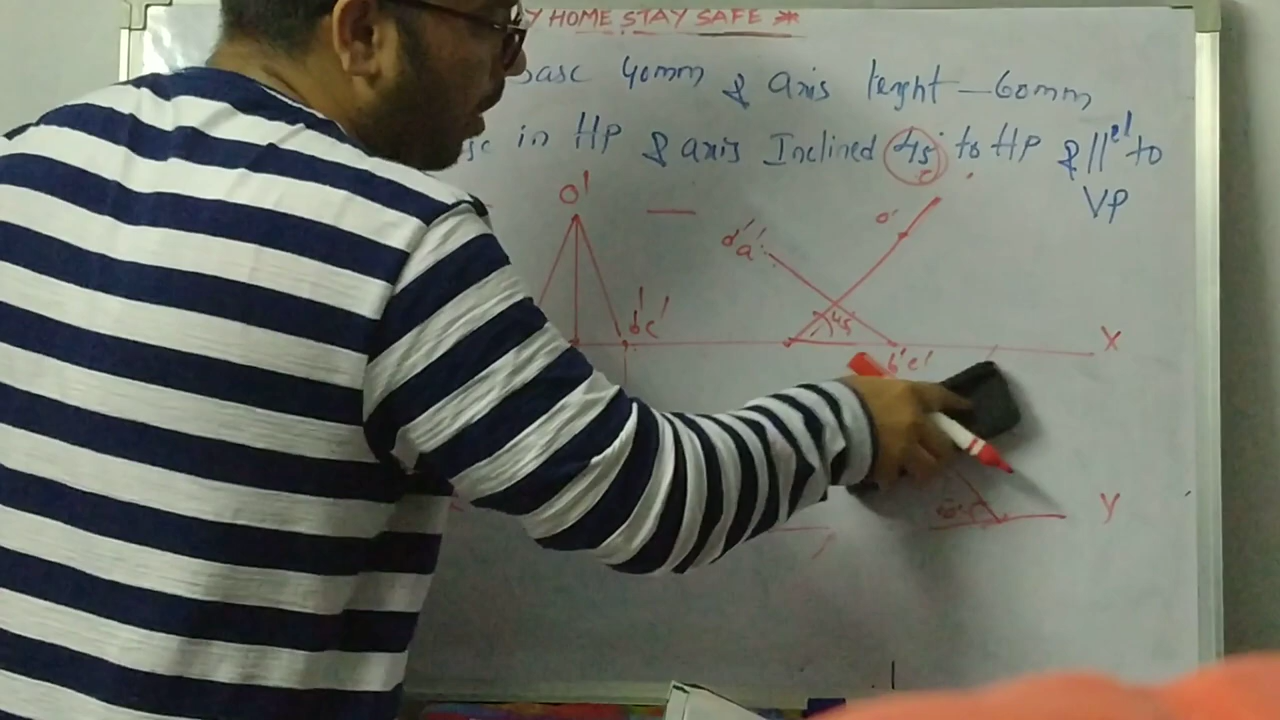 Y HOME STAY SAFE *
base 40mm & axis lenght — 60mm
in HP & axis Inclined 45° to HP & ||el to
VP
O'
o'
d'a'
b'c'
45
b'c'
X
Y